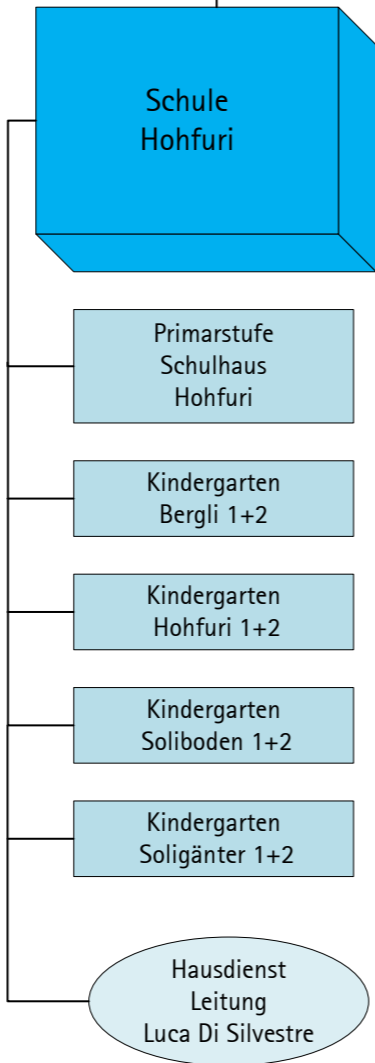 Schule
Hohfuri
Primarstufe
Schulhaus
Hohfuri
Kindergarten
Bergli 1+2
Kindergarten
Hohfuri 1+2
Kindergarten
Soliboden 1+2
Kindergarten
Soligänter 1+2
Hausdienst
Leitung
Luca Di Silvestre